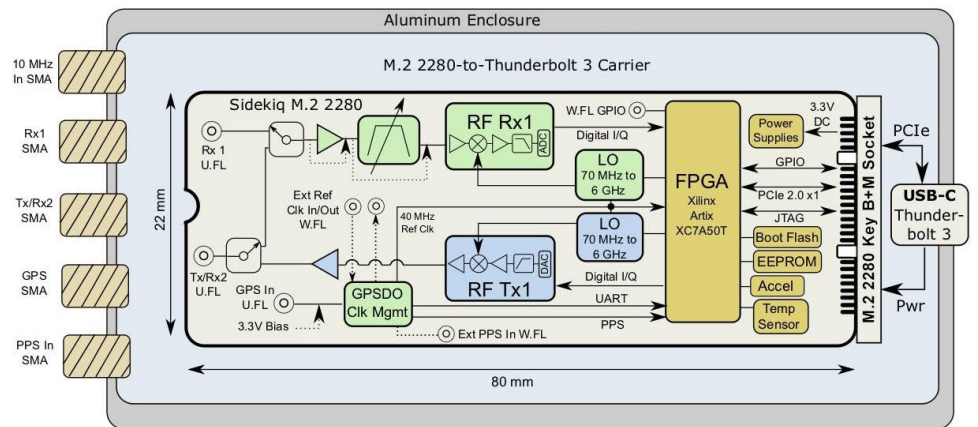 Aluminum Enclosure
M.2 2280-to-Thunderbolt 3 Carrier
10 MHz
In SMA
Rx1
SMA
Tx/Rx2
SMA
GPS
SMA
PPS In
SMA
22 mm
80 mm
Sidekiq M.2 2280
Rx 1
U.FL
Tx/Rx2
U.FL
Ext Ref
Clk In/Out
W.FL
40 MHz
Ref Clk
GPS In
U.FL
3.3V Bias
GPSDO
Clk Mgmt
Ext PPS In W.FL
RF Rx1
ADC
RF Tx1
DAC
W.FL GPIO
Digital I/Q
LO
70 MHz to
6 GHz
LO
70 MHz to
6 GHz
Digital I/Q
UART
PPS
FPGA
Xilinx
Artix
XC7A50T
Power
Supplies
3.3V
DC
GPIO
PCIe 2.0 x1
JTAG
Boot Flash
EEPROM
Accel
Temp
Sensor
M.2 2280 Key B+M Socket
PCIe
USB-C
Thunder-
bolt 3
Pwr